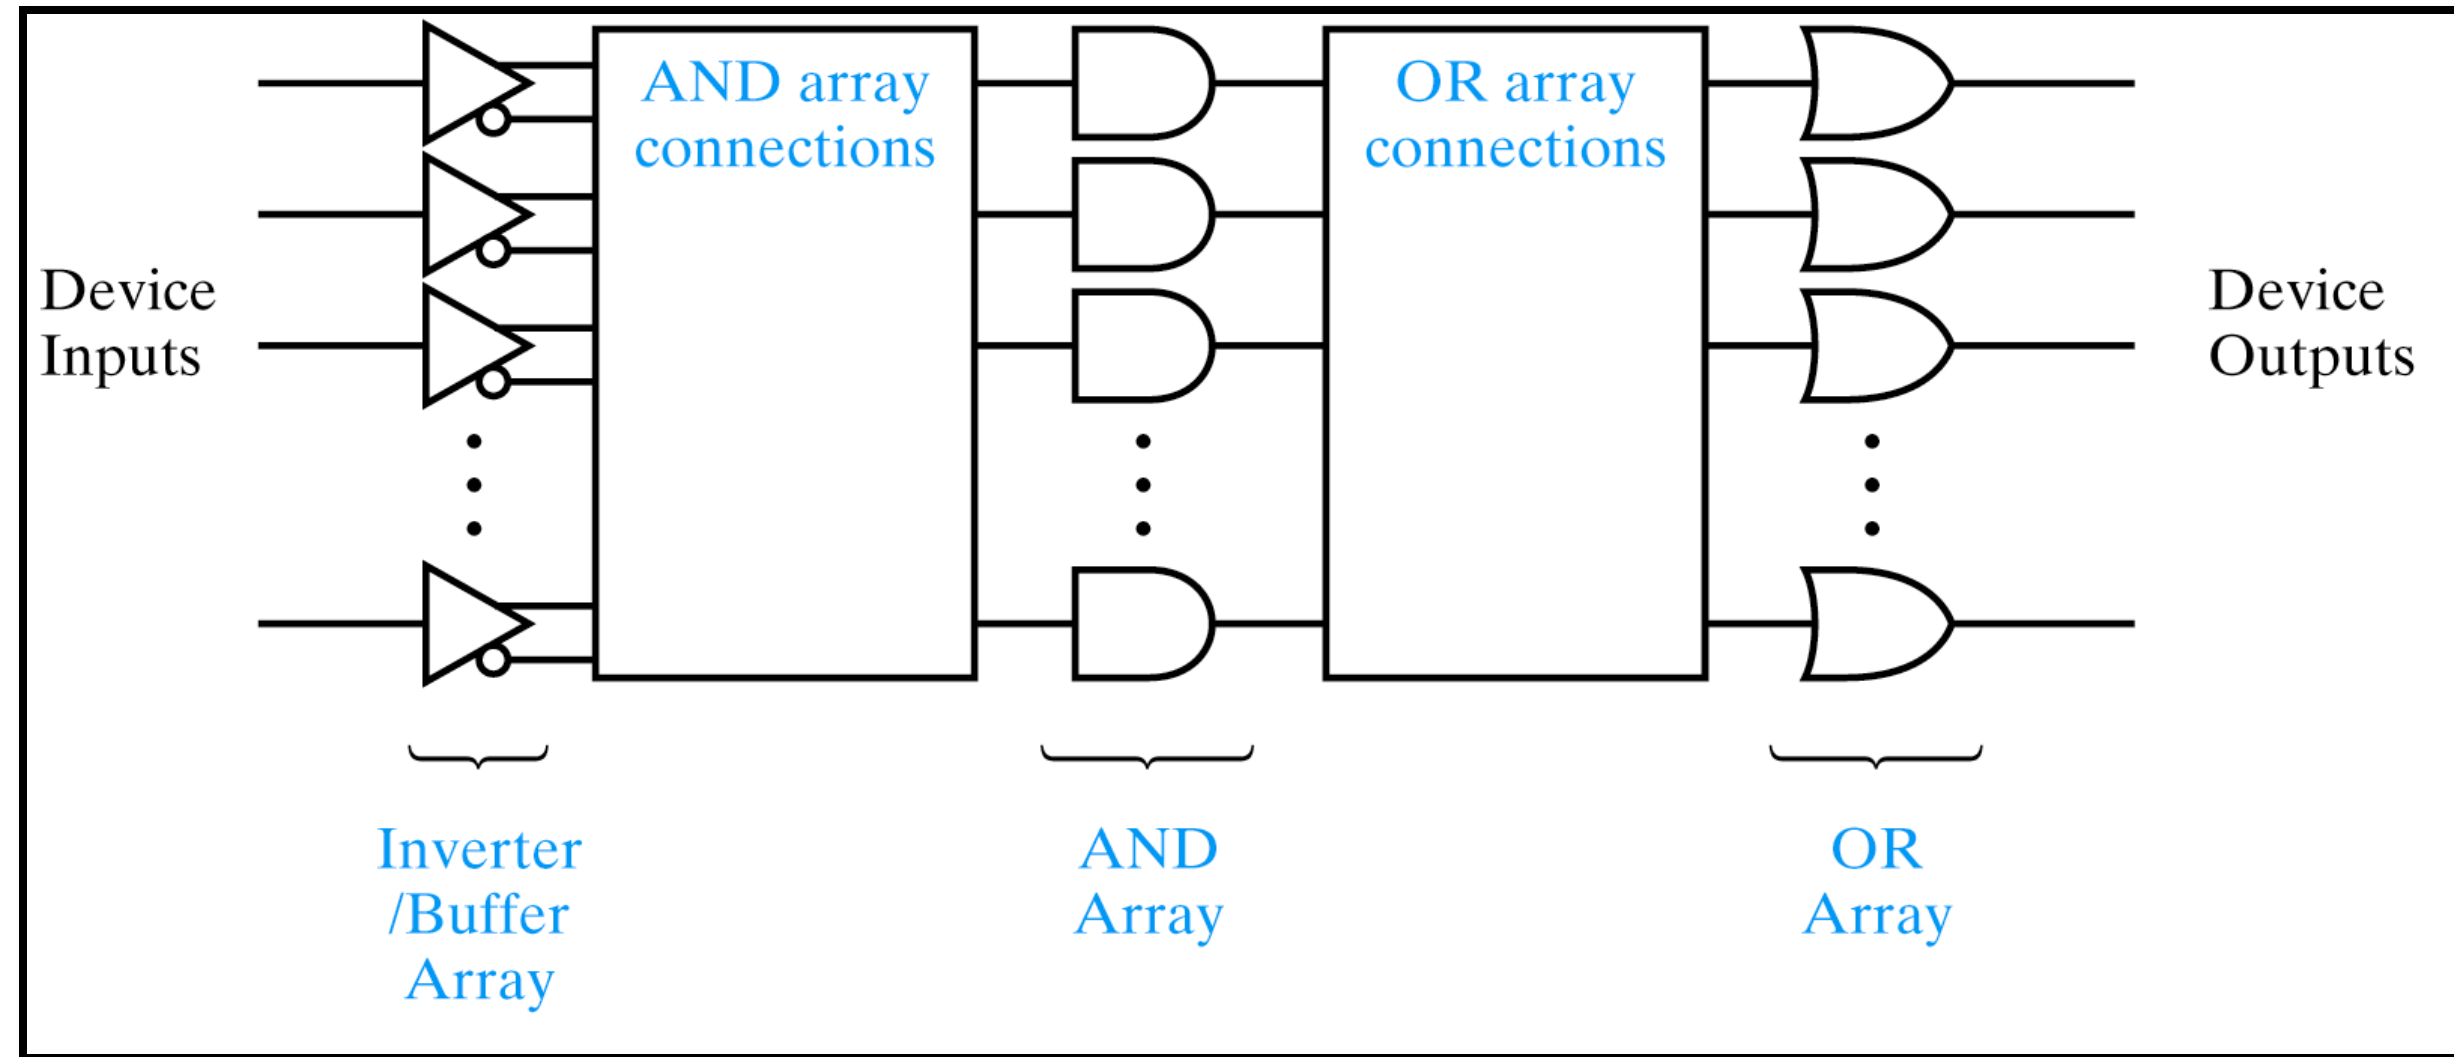 AND array
connections
OR array
connections
Device
Inputs
Device
Outputs
Inverter
/Buffer
Array
AND
Array
OR
Array